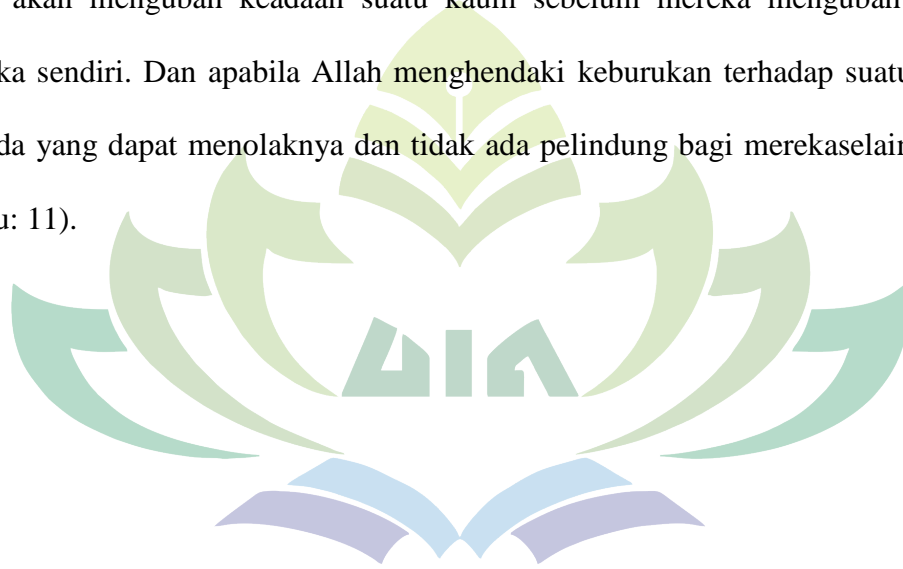 akan mengubah keadaan suatu kaum sebelum mereka mengubah
ka sendiri. Dan apabila Allah menghendaki keburukan terhadap suatu
da yang dapat menolaknya dan tidak ada pelindung bagi merekaselain
u: 11).
UIN